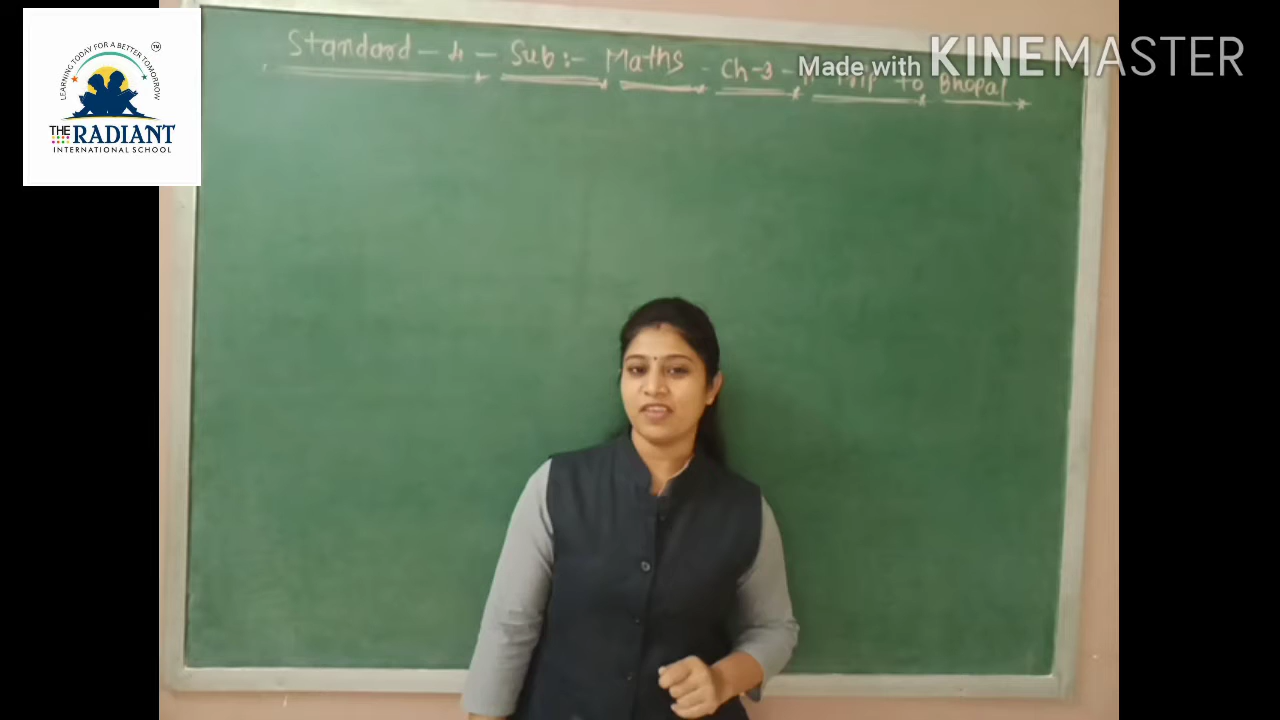 Standard - 4 - Sub:- Maths - Ch-3 - A Trip to Bhopal
Made with KINEMASTER
LEARNING TODAY FOR A BETTER TOMORROW
TM
THE RADIANT
INTERNATIONAL SCHOOL